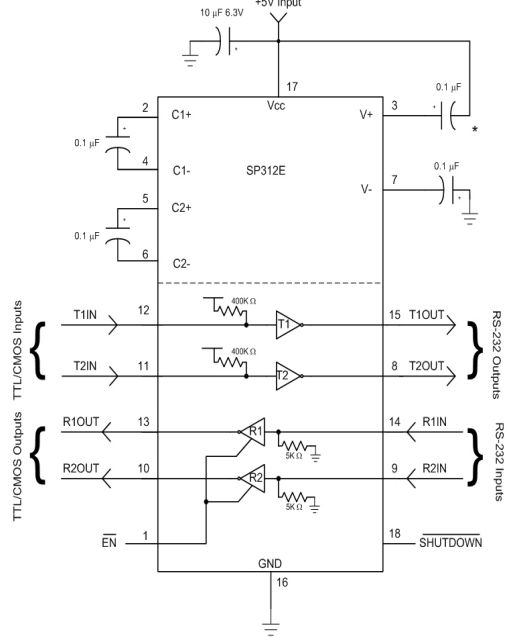 +5V Input
10 μF 6.3V
+
17
Vcc
0.1 μF
+
*
2
C1+
3
V+
+
0.1 μF
4
C1-
SP312E
0.1 μF
5
C2+
7
V-
+
+
0.1 μF
6
C2-
TTL/CMOS Inputs
T1IN
12
400K Ω
T1
15
T1OUT
RS-232 Outputs
T2IN
11
400K Ω
T2
8
T2OUT
TTL/CMOS Outputs
R1OUT
13
R1
14
R1IN
RS-232 Inputs
5K Ω
R2OUT
10
R2
9
R2IN
5K Ω
EN
1
18
SHUTDOWN
GND
16